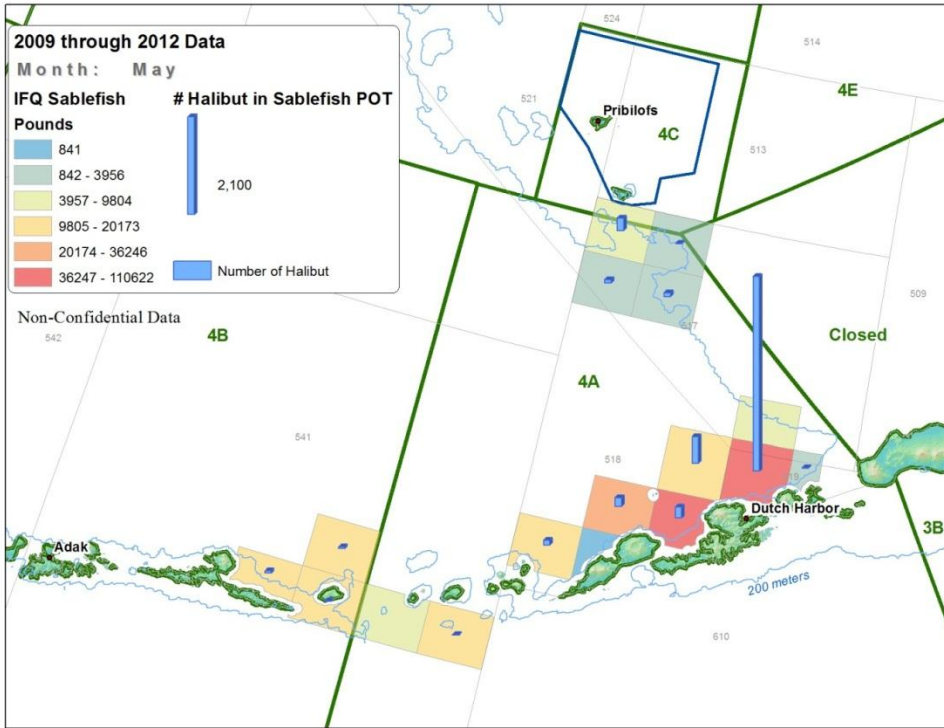 2009 through 2012 Data
Month: May
IFQ Sablefish
Pounds
841
842 - 3956
3957 - 9804
9805 - 20173
20174 - 36246
36247 - 110622
# Halibut in Sablefish POT
2,100
Number of Halibut
Non-Confidential Data
524
514
521
4E
Pribilofs
4C
513
517
509
542
4B
Closed
4A
541
518
519
Dutch Harbor
3B
Adak
200 meters
610